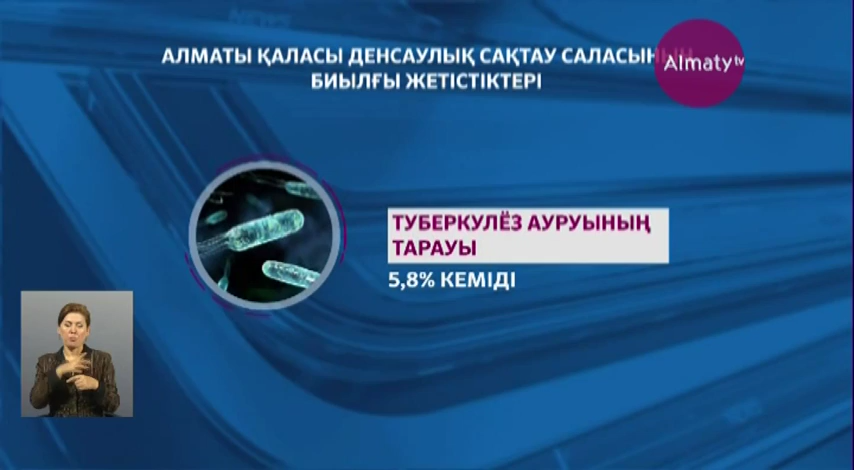 АЛМАТЫ ҚАЛАСЫ ДЕНСАУЛЫҚ САҚТАУ САЛАСЫНЫҢ
Almaty tv
БИЫЛҒЫ ЖЕТІСТІКТЕРІ
ТУБЕРКУЛЁЗ АУРУЫНЫҢ
ТАРАУЫ
5,8% КЕМІДІ